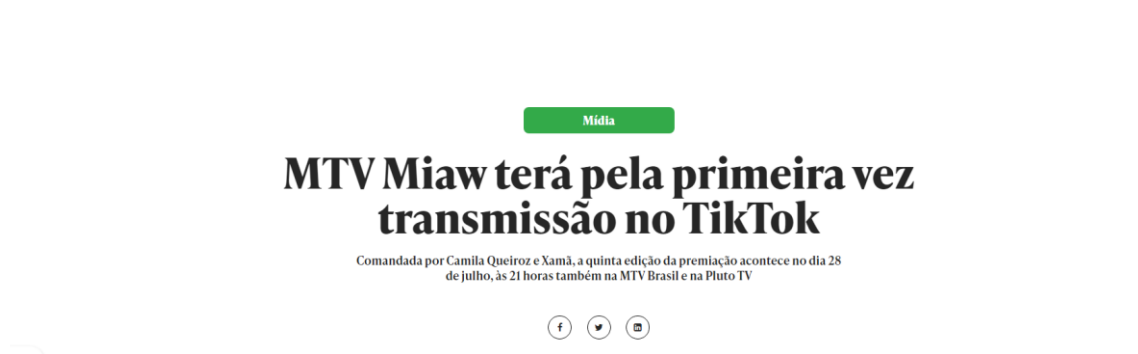 Mídia
MTV Miaw terá pela primeira vez
transmissão no TikTok
Comandada por Camila Queiroz e Xamã, a quinta edição da premiação acontece no dia 28
de julho, às 21 horas também na MTV Brasil e na Pluto TV